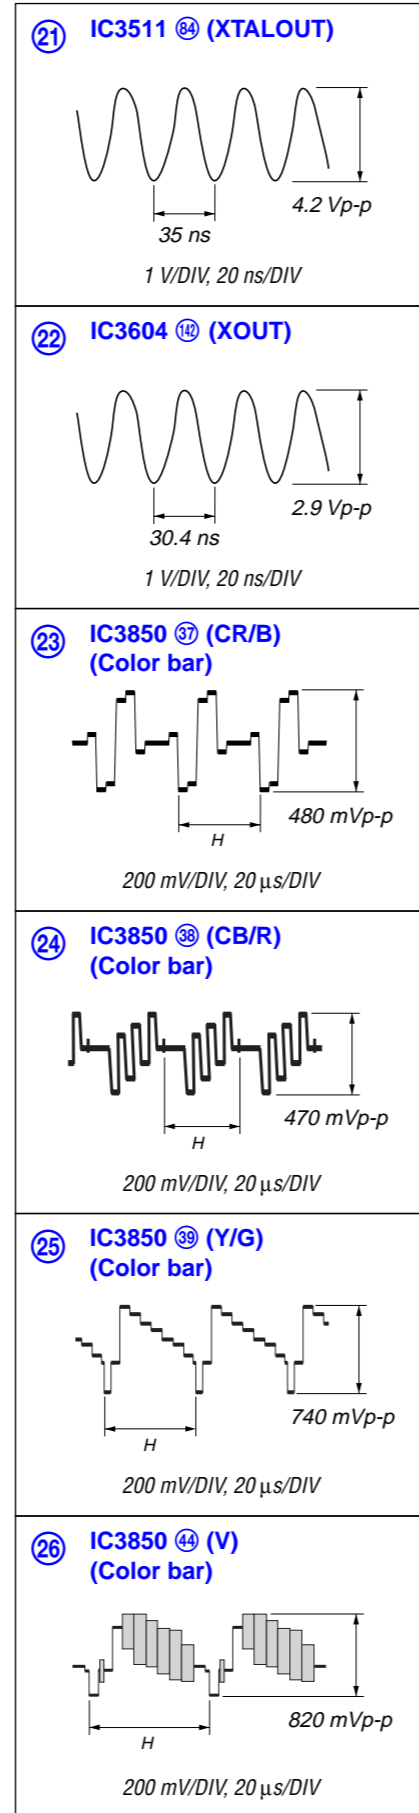 ㉑ IC3511 84 (XTALOUT)
4.2 Vp-p
35 ns
1 V/DIV, 20 ns/DIV
㉒ IC3604 142 (XOUT)
2.9 Vp-p
30.4 ns
1 V/DIV, 20 ns/DIV
㉓ IC3850 ㊲ (CR/B)
(Color bar)
480 mVp-p
H
200 mV/DIV, 20 µs/DIV
㉔ IC3850 ㊳ (CB/R)
(Color bar)
470 mVp-p
H
200 mV/DIV, 20 µs/DIV
㉕ IC3850 ㊴ (Y/G)
(Color bar)
740 mVp-p
H
200 mV/DIV, 20 µs/DIV
㉖ IC3850 ㊹ (V)
(Color bar)
820 mVp-p
H
200 mV/DIV, 20 µs/DIV